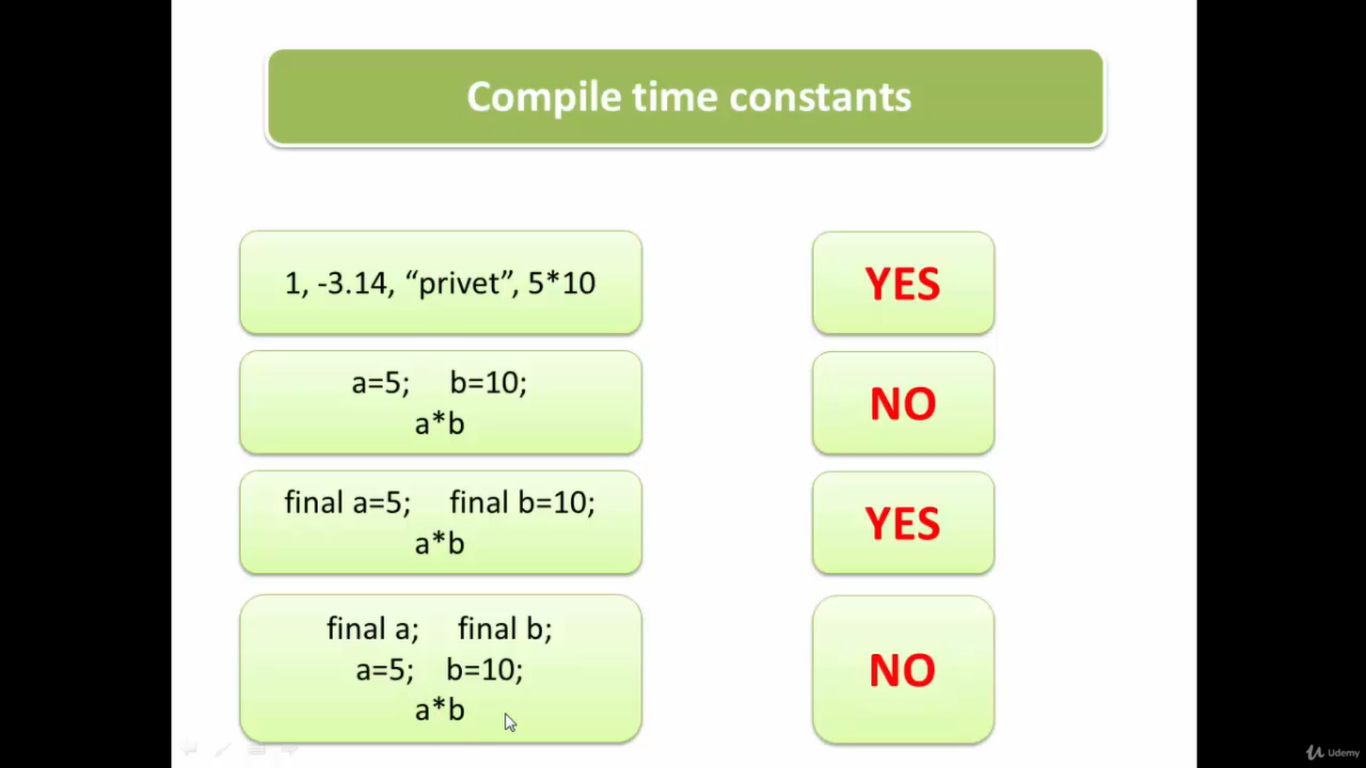 Compile time constants
1, -3.14, “privet”, 5*10
YES
a=5; b=10;
a*b
NO
final a=5; final b=10;
a*b
YES
final a; final b;
a=5; b=10;
a*b
NO
Udemy